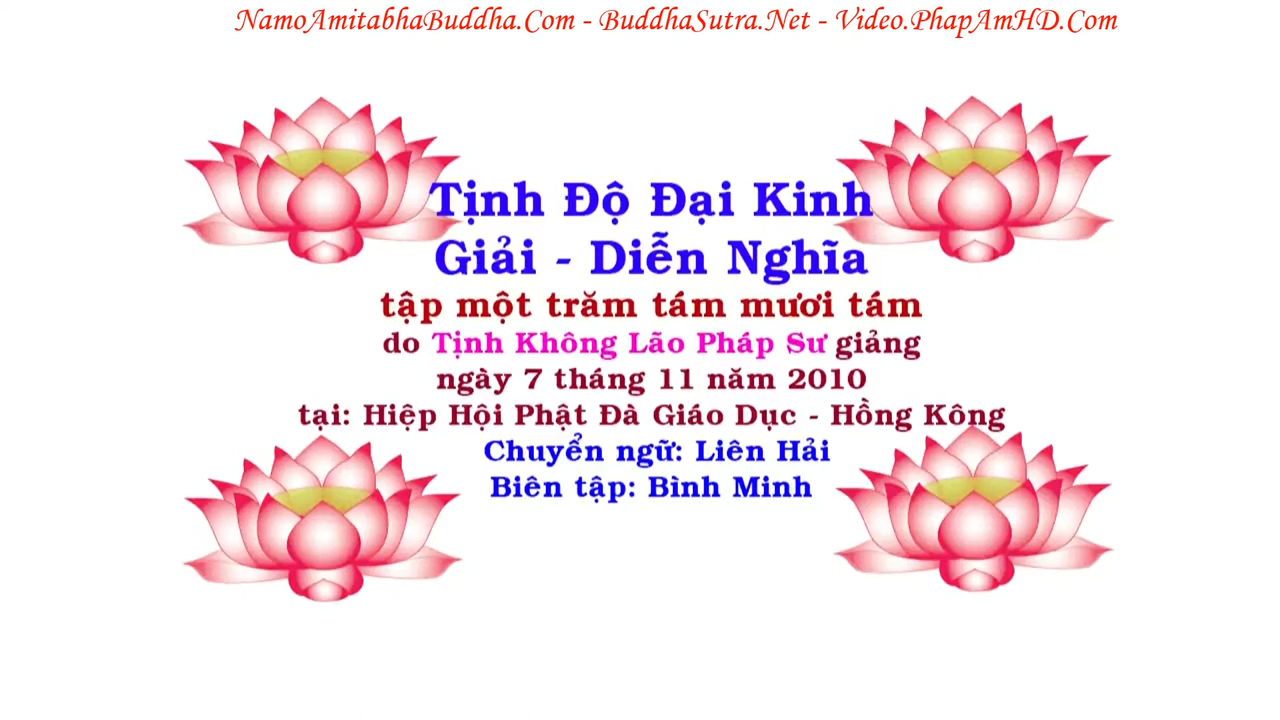 NamoAmitabhaBuddha.Com - BuddhaSutra.Net - Video.PhapAmHD.Com
Tịnh Độ Đại Kinh
Giải - Diễn Nghĩa
tập một trăm tám mươi tám
do Tịnh Không Lão Pháp Sư giảng
ngày 7 tháng 11 năm 2010
tại: Hiệp Hội Phật Đà Giáo Dục - Hồng Kông
Chuyển ngữ: Liên Hải
Biên tập: Bình Minh